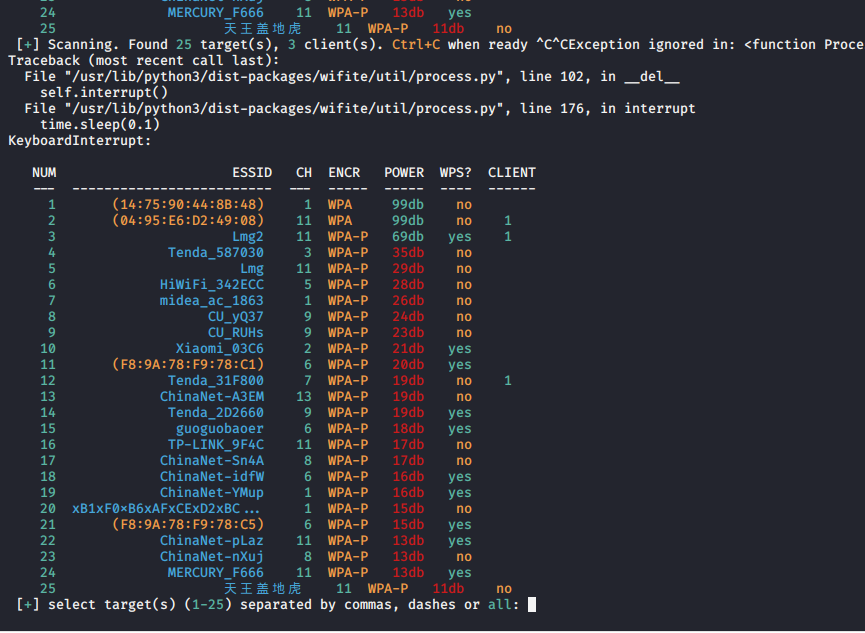 24 MERCURY_F666 11 WPA-P 13db yes
25 天王盖地虎 11 WPA-P 11db no
[+] Scanning. Found 25 target(s), 3 client(s). Ctrl+C when ready ^C^CException ignored in: <function Proce
Traceback (most recent call last):
File "/usr/lib/python3/dist-packages/wifite/util/process.py", line 102, in __del__
self.interrupt()
File "/usr/lib/python3/dist-packages/wifite/util/process.py", line 176, in interrupt
time.sleep(0.1)
KeyboardInterrupt:
NUM ESSID CH ENCR POWER WPS? CLIENT
--- ------------------------- --- ----- ----- ---- ------
1 (14:75:90:44:8B:48) 1 WPA 99db no
2 (04:95:E6:D2:49:08) 11 WPA 99db no 1
3 Lmg2 11 WPA-P 69db yes 1
4 Tenda_587030 3 WPA-P 35db no
5 Lmg 11 WPA-P 29db no
6 HiWiFi_342ECC 5 WPA-P 28db no
7 midea_ac_1863 1 WPA-P 26db no
8 CU_yQ37 9 WPA-P 24db no
9 CU_RUHs 9 WPA-P 23db no
10 Xiaomi_03C6 2 WPA-P 21db yes
11 (F8:9A:78:F9:78:C1) 6 WPA-P 20db yes
12 Tenda_31F800 7 WPA-P 19db no 1
13 ChinaNet-A3EM 13 WPA-P 19db no
14 Tenda_2D2660 9 WPA-P 19db yes
15 guoguobaoer 6 WPA-P 18db yes
16 TP-LINK_9F4C 11 WPA-P 17db no
17 ChinaNet-Sn4A 8 WPA-P 17db no
18 ChinaNet-idfW 6 WPA-P 16db yes
19 ChinaNet-YMup 1 WPA-P 16db yes
20 xB1xF0×B6xAFxCExD2xBC... 1 WPA-P 15db no
21 (F8:9A:78:F9:78:C5) 6 WPA-P 15db yes
22 ChinaNet-pLaz 11 WPA-P 13db yes
23 ChinaNet-nXuj 8 WPA-P 13db no
24 MERCURY_F666 11 WPA-P 13db yes
25 天王盖地虎 11 WPA-P 11db no
[+] select target(s) (1-25) separated by commas, dashes or all: